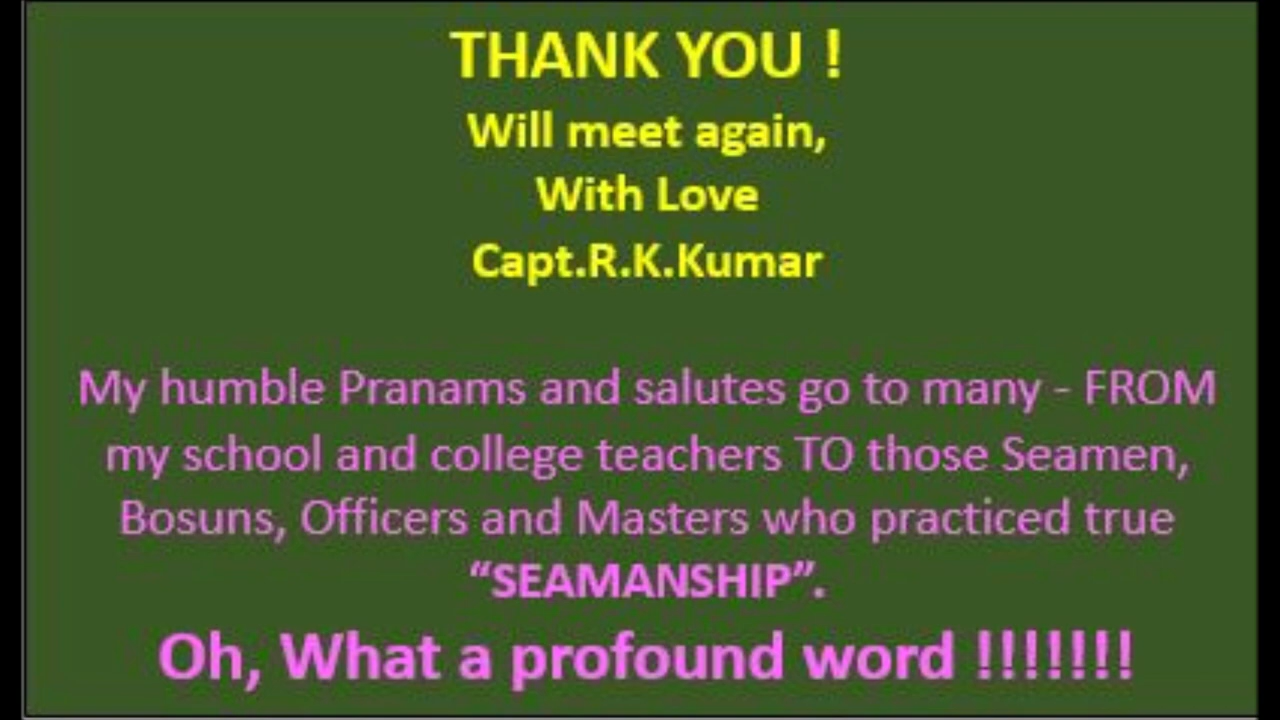 THANK YOU !
Will meet again,
With Love
Capt.R.K.Kumar
My humble Pranams and salutes go to many - FROM
my school and college teachers TO those Seamen,
Bosuns, Officers and Masters who practiced true
“SEAMANSHIP”.
Oh, What a profound word !!!!!!!